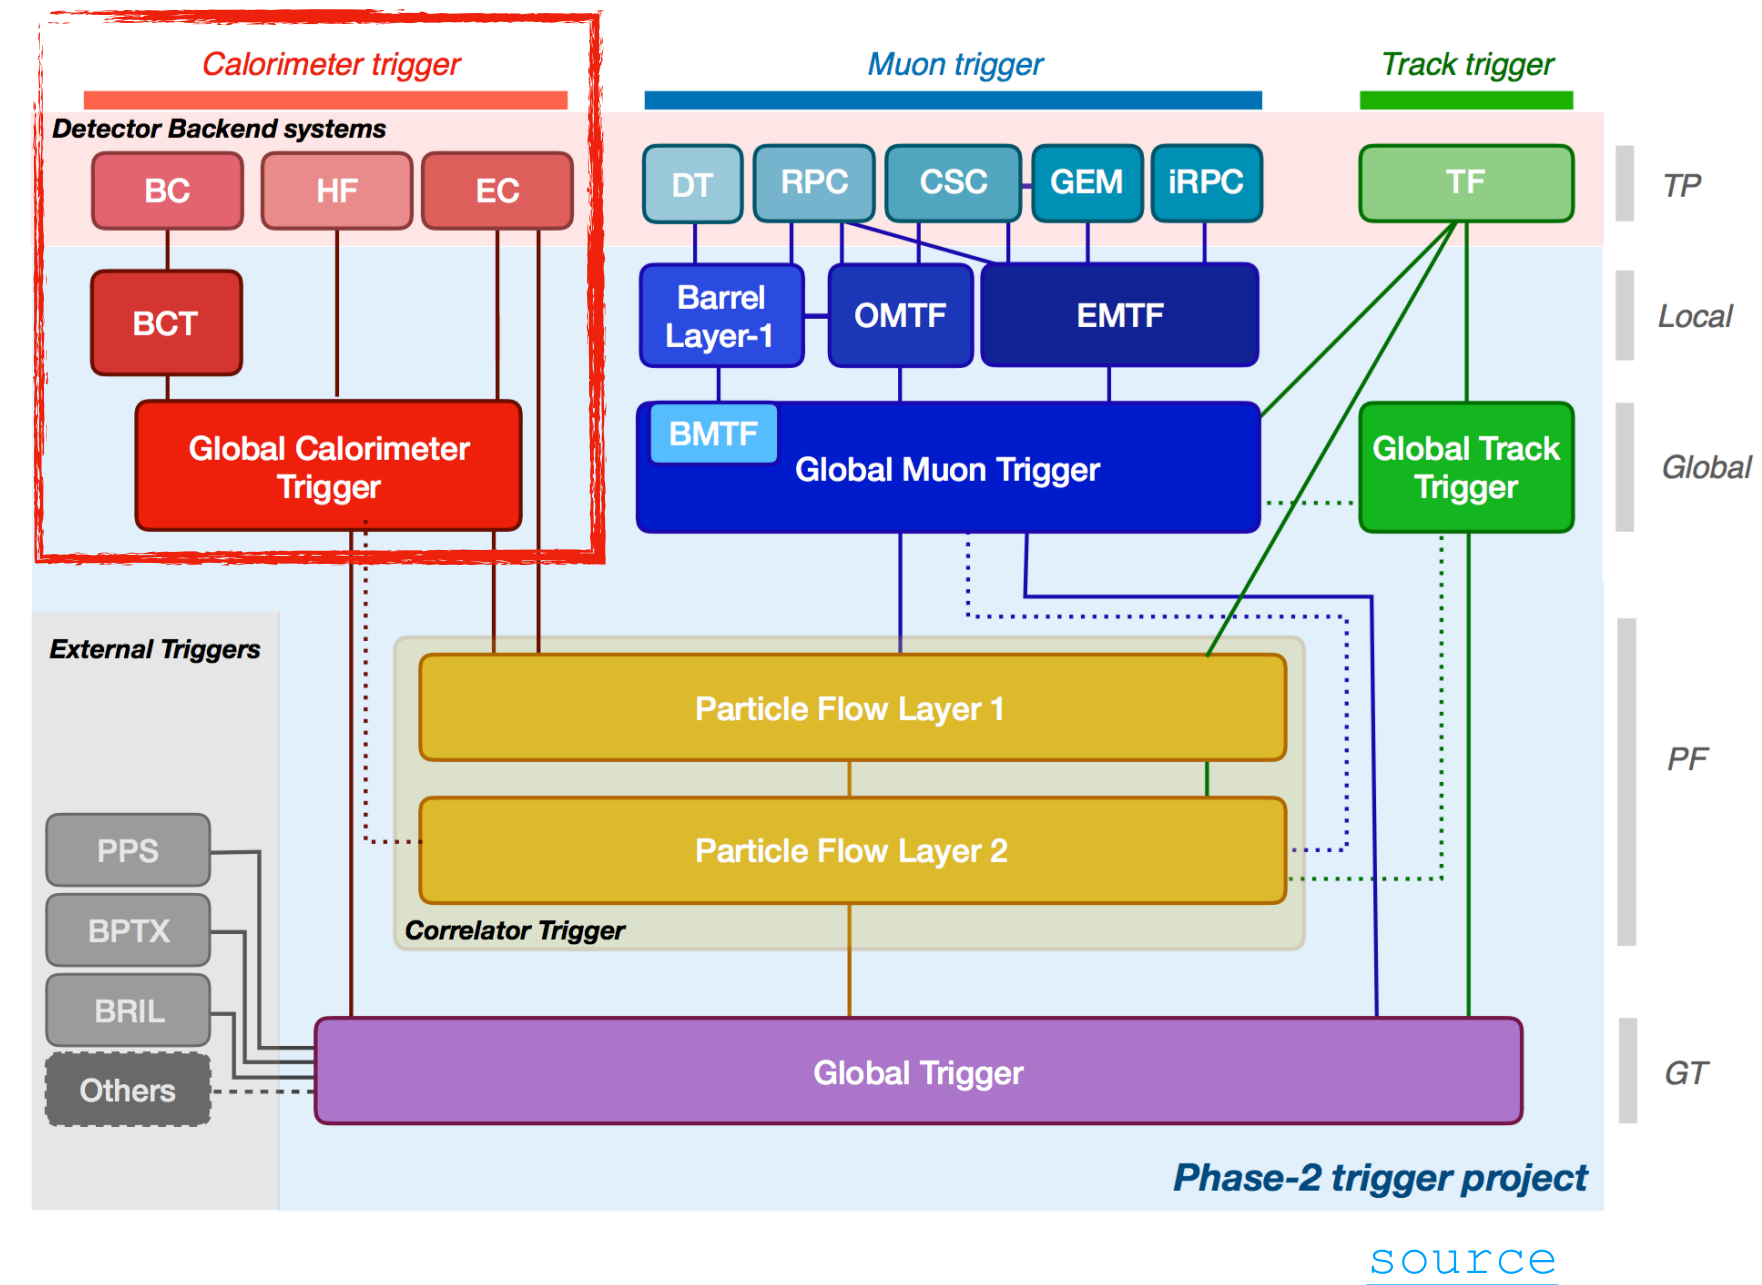 Calorimeter trigger
Muon trigger
Track trigger
Detector Backend systems
BC
HF
EC
DT
RPC
CSC
GEM
iRPC
TF
TP
BCT
Barrel
Layer-1
OMTF
EMTF
Local
Global Calorimeter
Trigger
BMTF
Global Muon Trigger
Global Track
Trigger
Global
External Triggers
Particle Flow Layer 1
PF
Particle Flow Layer 2
Correlator Trigger
PPS
BPTX
BRIL
Others
Global Trigger
GT
Phase-2 trigger project
source